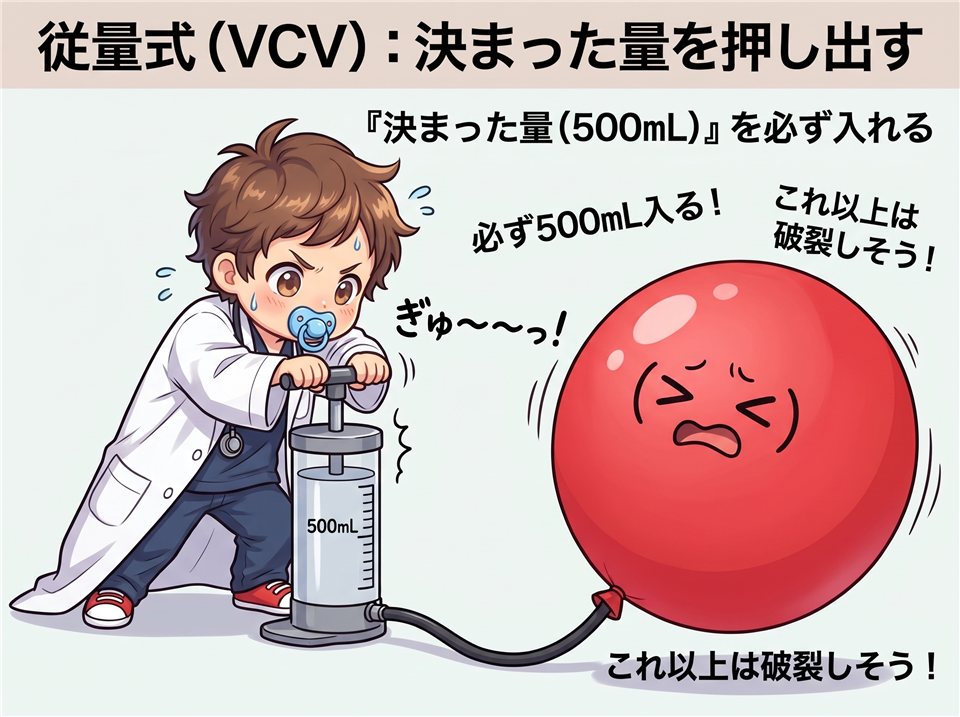 従量式（VCV）：決まった量を押し出す
『決まった量（500mL）』を必ず入れる
必ず500mL入る！
これ以上は
破裂しそう！
ぎゅ〜〜〜っ！
500mL
これ以上は破裂しそう！